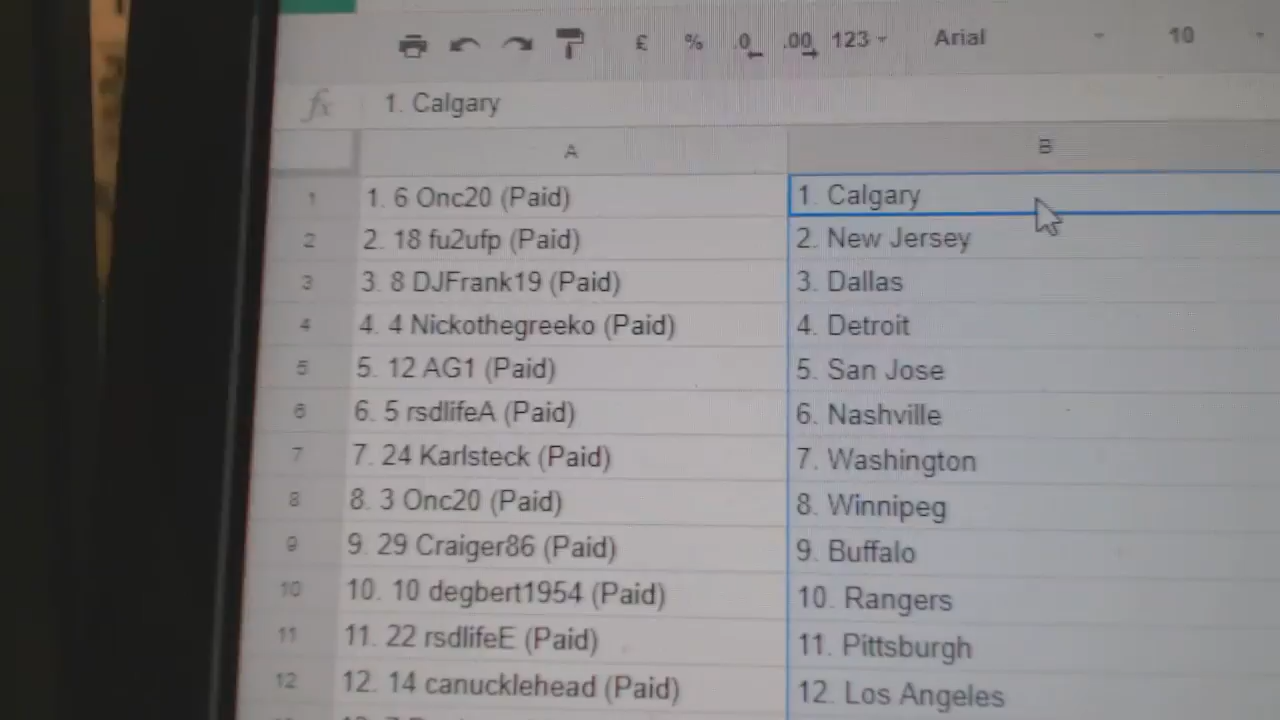 £ % .0 .00 123 Arial 10
fx 1. Calgary
A B
1 1. 6 Onc20 (Paid) 1. Calgary
2 2. 18 fu2ufp (Paid) 2. New Jersey
3 3. 8 DJFrank19 (Paid) 3. Dallas
4 4. 4 Nickothegreeko (Paid) 4. Detroit
5 5. 12 AG1 (Paid) 5. San Jose
6 6. 5 rsdlifeA (Paid) 6. Nashville
7 7. 24 Karlsteck (Paid) 7. Washington
8 8. 3 Onc20 (Paid) 8. Winnipeg
9 9. 29 Craiger86 (Paid) 9. Buffalo
10 10. 10 degbert1954 (Paid) 10. Rangers
11 11. 22 rsdlifeE (Paid) 11. Pittsburgh
12 12. 14 canucklehead (Paid) 12. Los Angeles